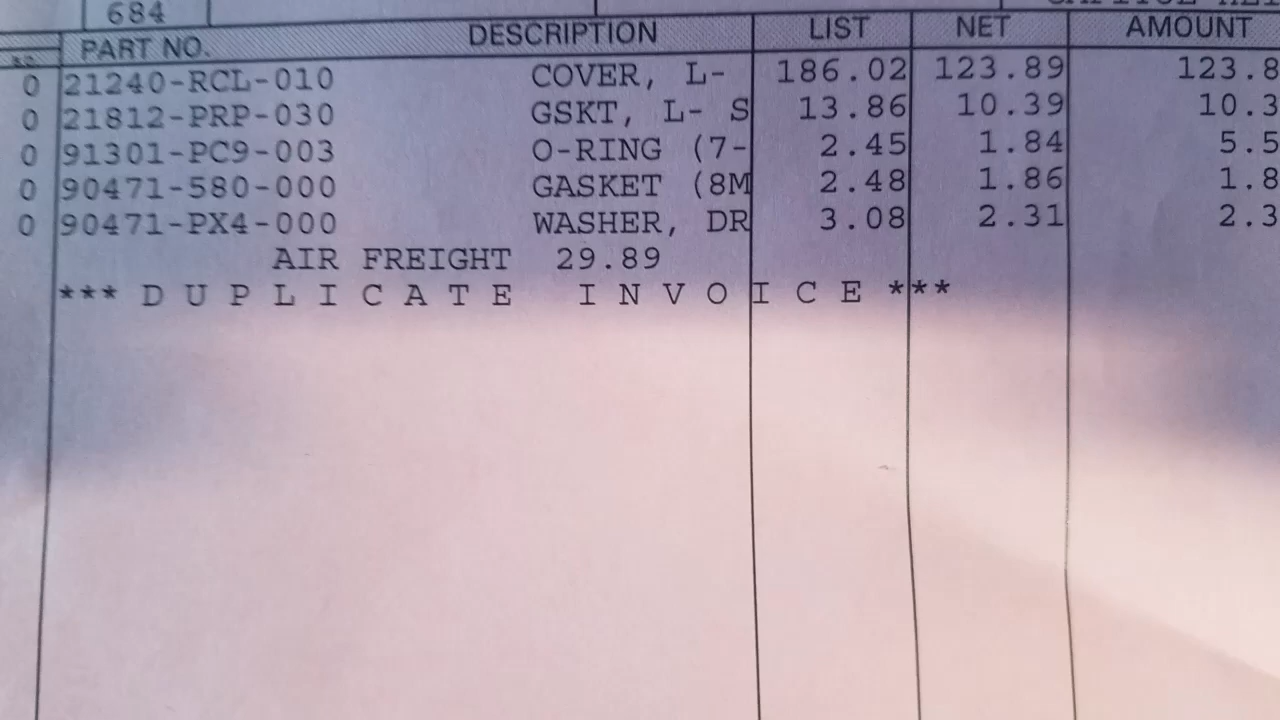 684
PART NO. DESCRIPTION LIST NET AMOUNT
0 21240-RCL-010 COVER, L- 186.02 123.89 123.8
0 21812-PRP-030 GSKT, L- S 13.86 10.39 10.3
0 91301-PC9-003 O-RING (7- 2.45 1.84 5.5
0 90471-580-000 GASKET (8M 2.48 1.86 1.8
0 90471-PX4-000 WASHER, DR 3.08 2.31 2.3
AIR FREIGHT 29.89
*** D U P L I C A T E I N V O I C E ***